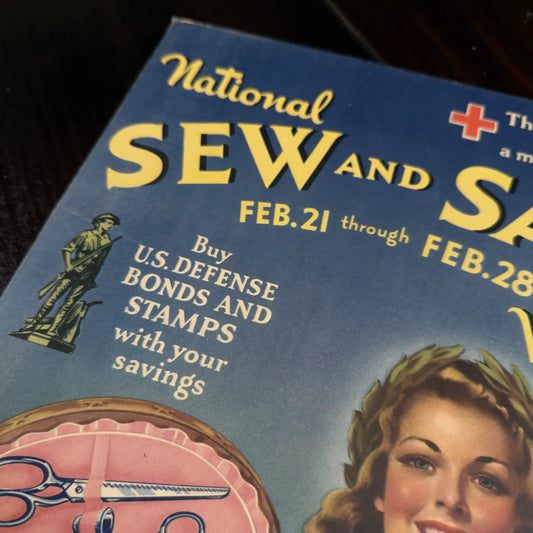 National
SEW AND SA
FEB.21 through FEB.28
Th
a m
Buy
U.S. DEFENSE
BONDS AND
STAMPS
with your
savings